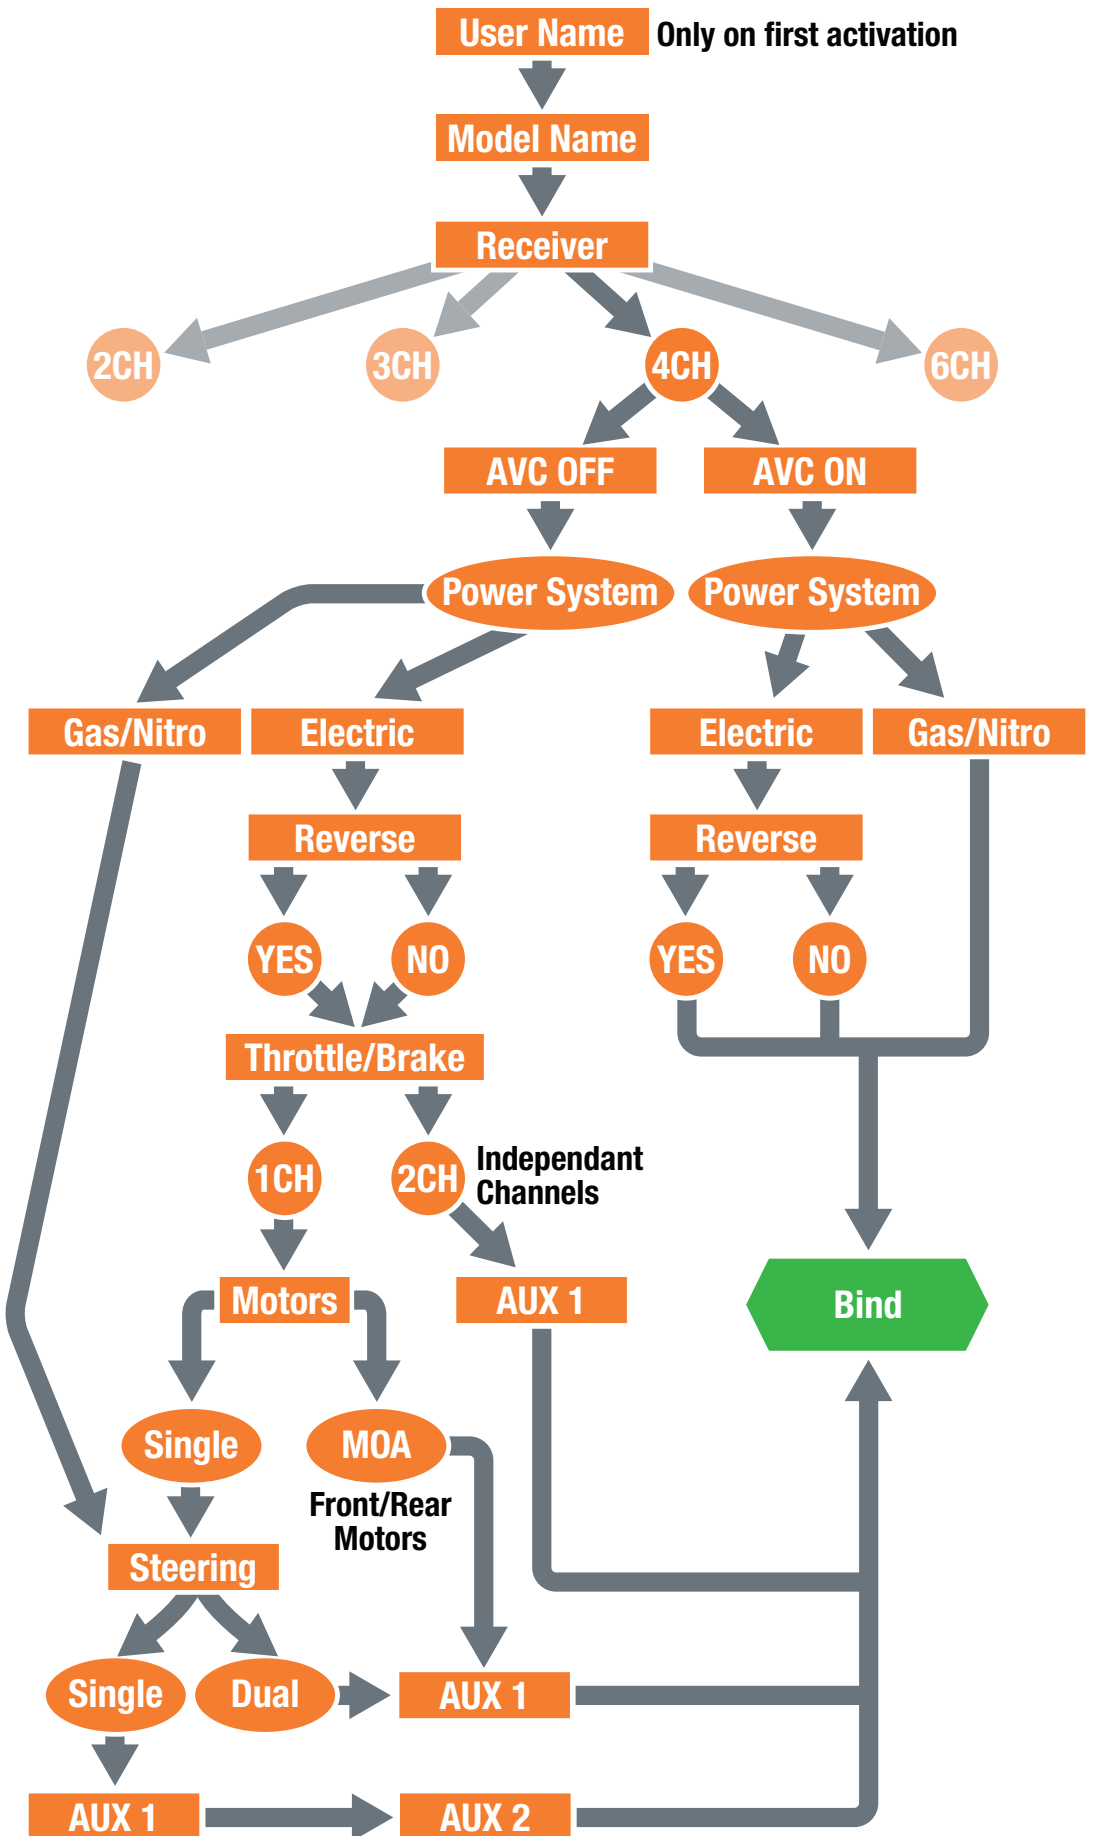 User Name
Only on first activation
Model Name
Receiver
2CH
3CH
4CH
6CH
AVC OFF
AVC ON
Power System
Power System
Gas/Nitro
Electric
Electric
Gas/Nitro
Reverse
Reverse
YES
NO
YES
NO
Throttle/Brake
1CH
2CH
Independant
Channels
Motors
AUX 1
Bind
Single
MOA
Front/Rear
Motors
Steering
Single
Dual
AUX 1
AUX 1
AUX 2